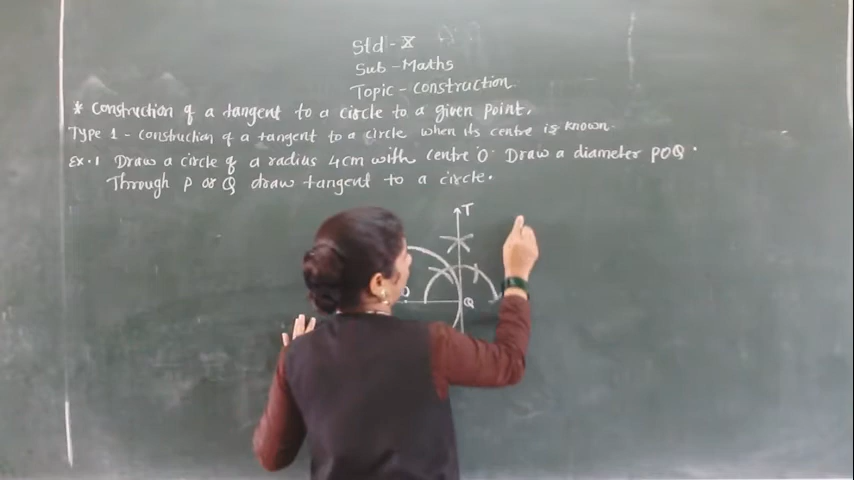 Std - X
Sub - Maths
Topic - Construction
* Construction of a tangent to a circle to a given point.
Type 1 - construction of a tangent to a circle when its centre is known.
Ex.1 Draw a circle of a radius 4cm with centre 'O'. Draw a diameter POQ.
Through P or Q draw tangent to a circle.
T
O Q